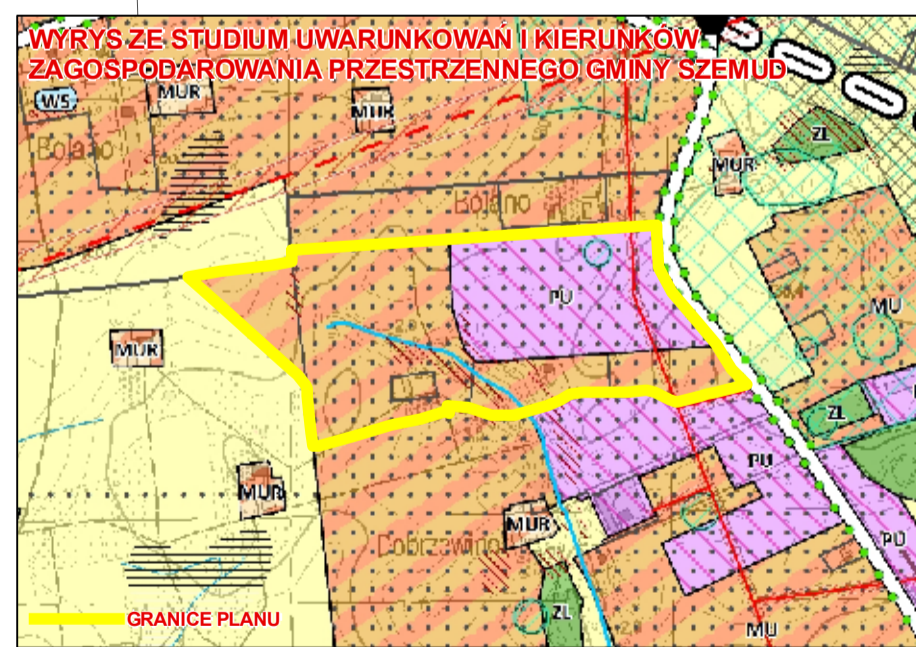 WYRYS ZE STUDIUM UWARUNKOWAŃ I KIERUNKÓW
ZAGOSPODAROWANIA PRZESTRZENNEGO GMINY SZEMUD
WS
MUR
MUR
ZL
Bojano
MUR
Bojano
PU
MU
MUR
ZL
PU
PU
MUR
MUR
Dobrzewino
ZL
MU
GRANICE PLANU